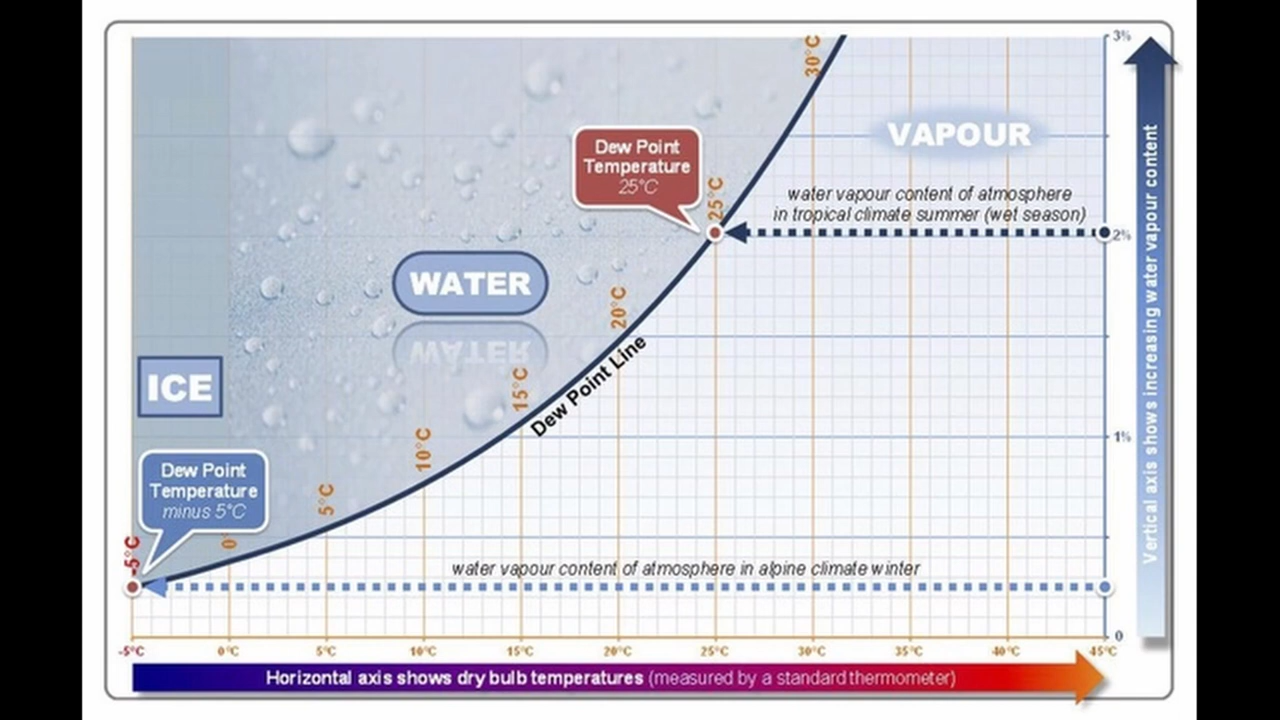 3%
30°C
VAPOUR
Dew Point
Temperature
25°C
25°C
water vapour content of atmosphere
in tropical climate summer (wet season)
2%
WATER
WATER
20°C
Dew Point Line
ICE
15°C
1%
10°C
Dew Point
Temperature
minus 5°C
5°C
0°
-5°C
water vapour content of atmosphere in alpine climate winter
0
Vertical axis shows increasing water vapour content
-5°C 0°C 5°C 10°C 15°C 20°C 25°C 30°C 35°C 40°C 45°C
Horizontal axis shows dry bulb temperatures (measured by a standard thermometer)